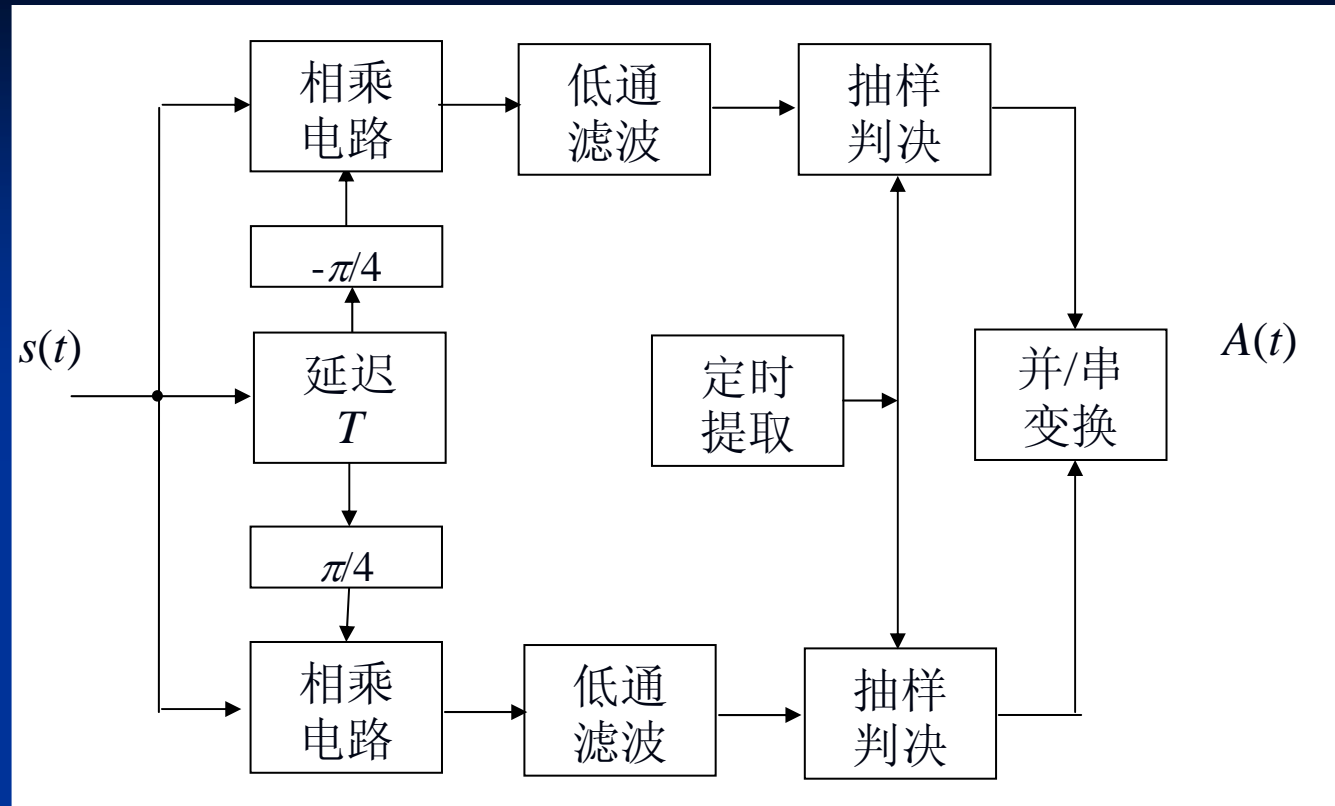 相乘
电路
低通
滤波
抽样
判决
-π/4
s(t)
延迟
T
定时
提取
并/串
变换
A(t)
π/4
相乘
电路
低通
滤波
抽样
判决